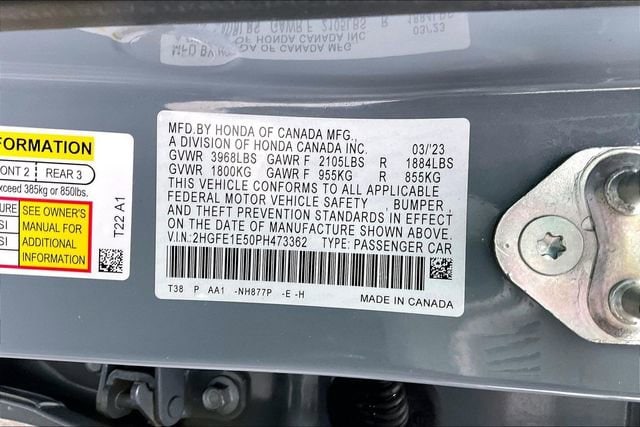 MFD.BY HONDA OF CANADA MFG.,
A DIVISION OF HONDA CANADA INC. 03/'23
GVWR 3968LBS GAWR F 2105LBS R 1884LBS
GVWR 1800KG GAWR F 955KG R 855KG
THIS VEHICLE CONFORMS TO ALL APPLICABLE
FEDERAL MOTOR VEHICLE SAFETY , BUMPER,
AND THEFT PREVENTION STANDARDS IN EFFECT
ON THE DATE OF MANUFACTURE SHOWN ABOVE.
V.I.N.:2HGFE1E50PH473362 TYPE: PASSENGER CAR
T38 P AA1 -NH877P -E -H
MADE IN CANADA
FORMATION
ONT 2 REAR 3
xceed 385kg or 850lbs.
URE
SI
SI
SEE OWNER'S
MANUAL FOR
ADDITIONAL
INFORMATION
T22 A1